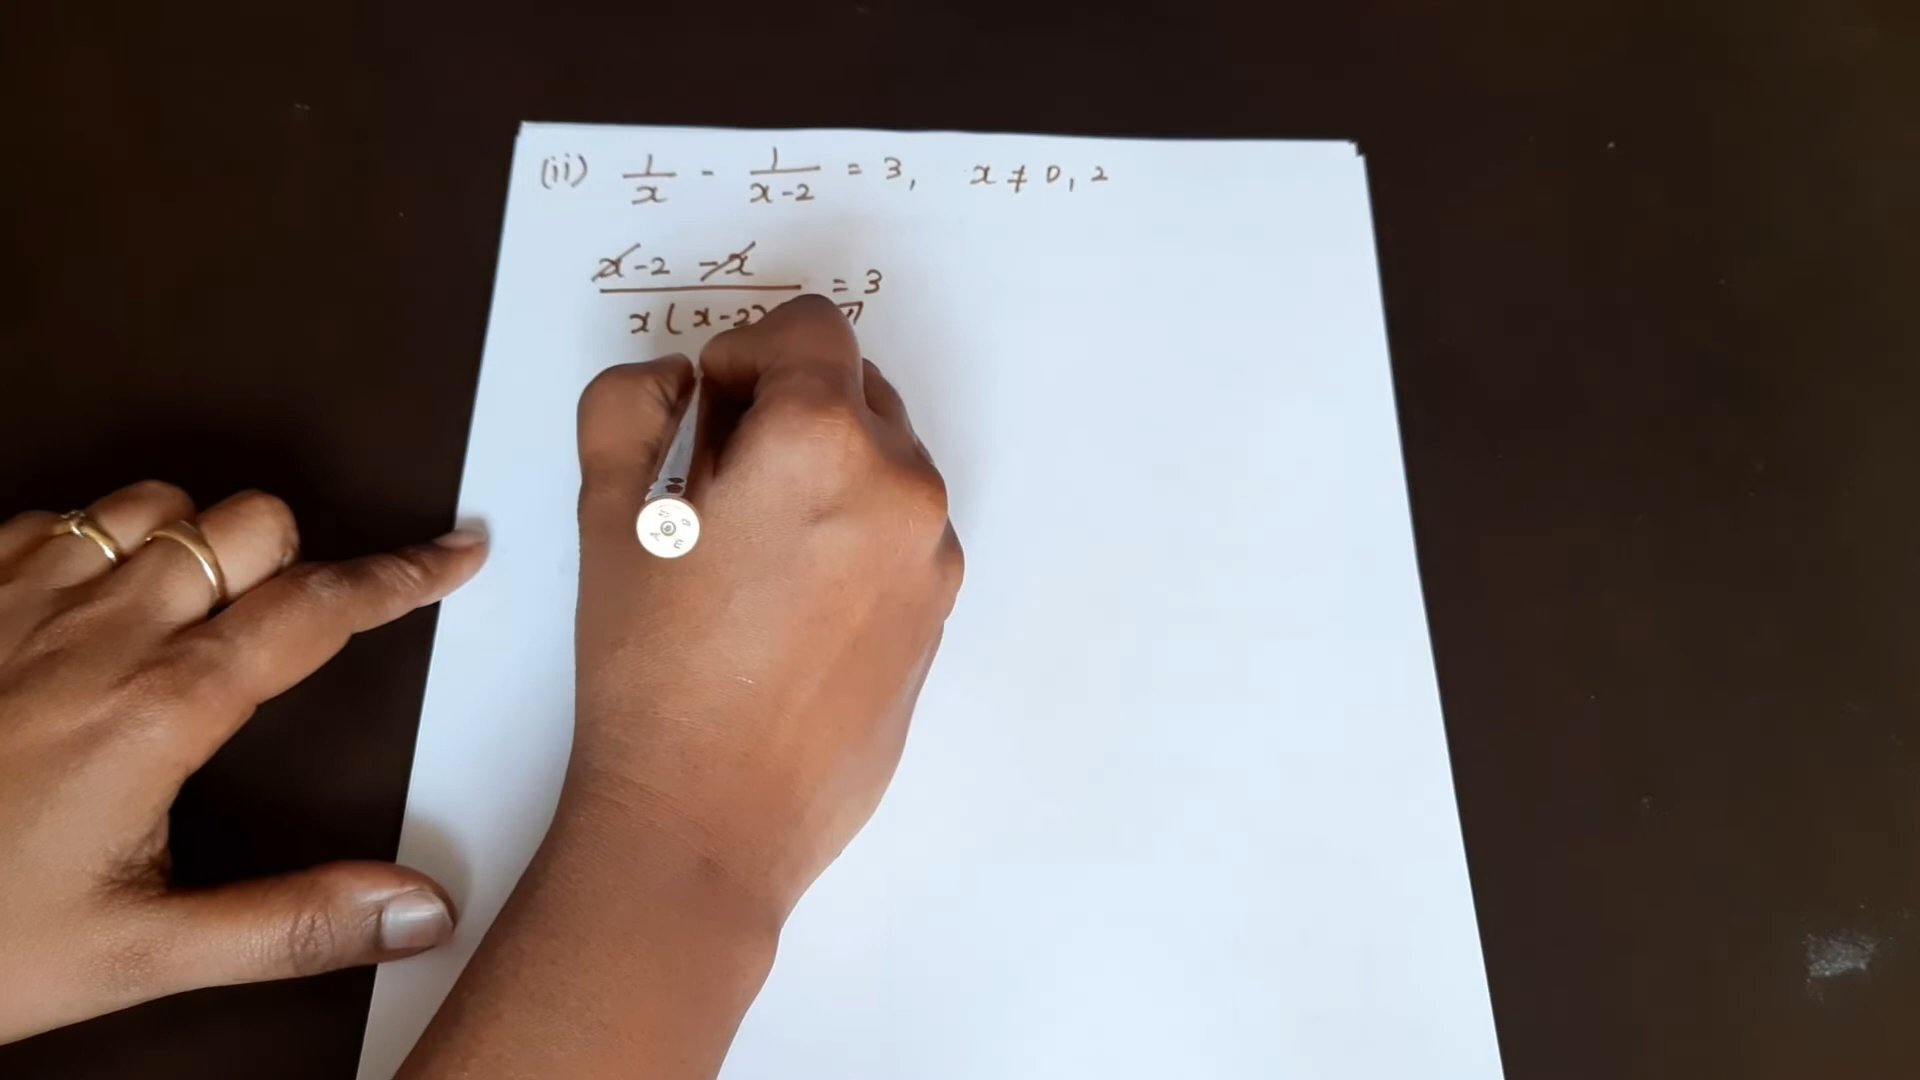 (ii) 1/x - 1/(x-2) = 3, x ≠ 0, 2
x-2 -x = 3
x(x-2)